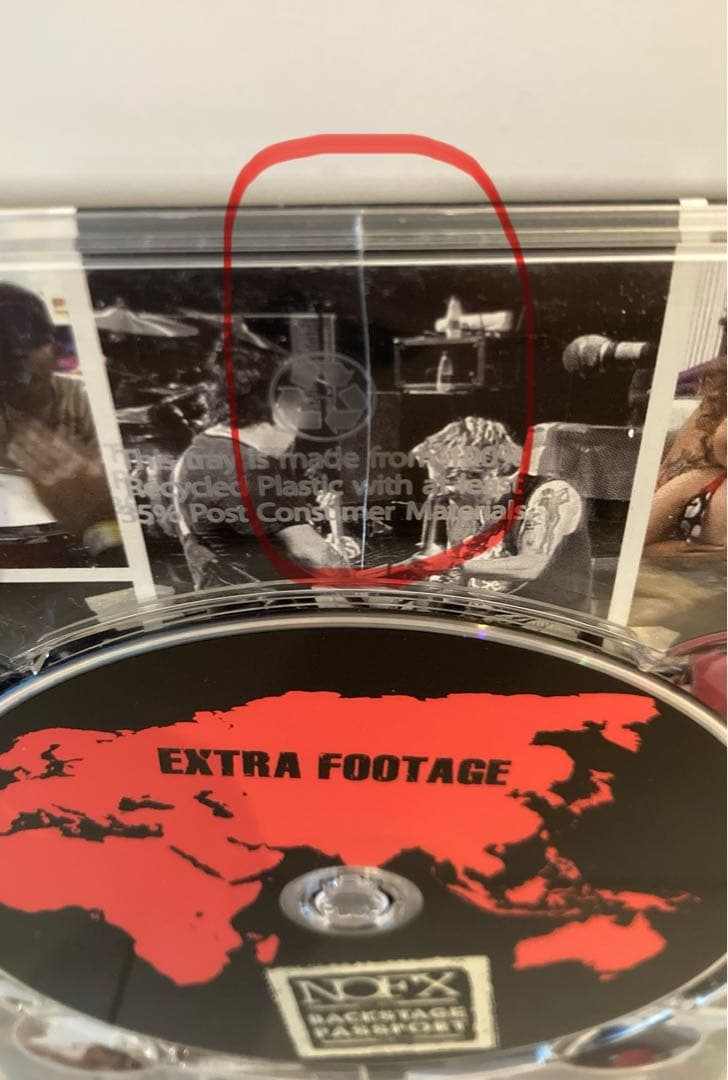 This tray is made from 100%
Recycled Plastic with at least
95% Post Consumer Materials
EXTRA FOOTAGE
NOFX
BACKSTAGE
PASSPORT